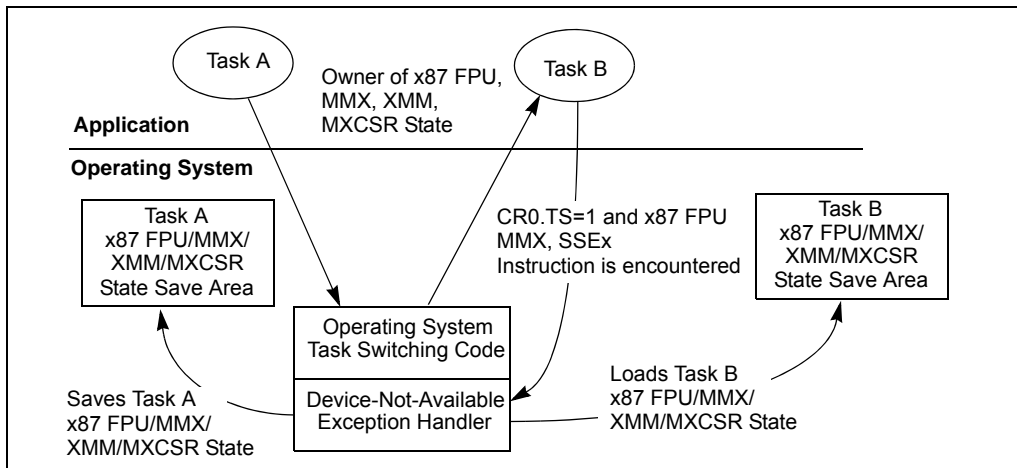 Task A
Owner of x87 FPU,
MMX, XMM,
MXCSR State
Task B
Application
Operating System
Task A
x87 FPU/MMX/
XMM/MXCSR
State Save Area
CR0.TS=1 and x87 FPU
MMX, SSEx
Instruction is encountered
Task B
x87 FPU/MMX/
XMM/MXCSR
State Save Area
Operating System
Task Switching Code
Device-Not-Available
Exception Handler
Saves Task A
x87 FPU/MMX/
XMM/MXCSR State
Loads Task B
x87 FPU/MMX/
XMM/MXCSR State